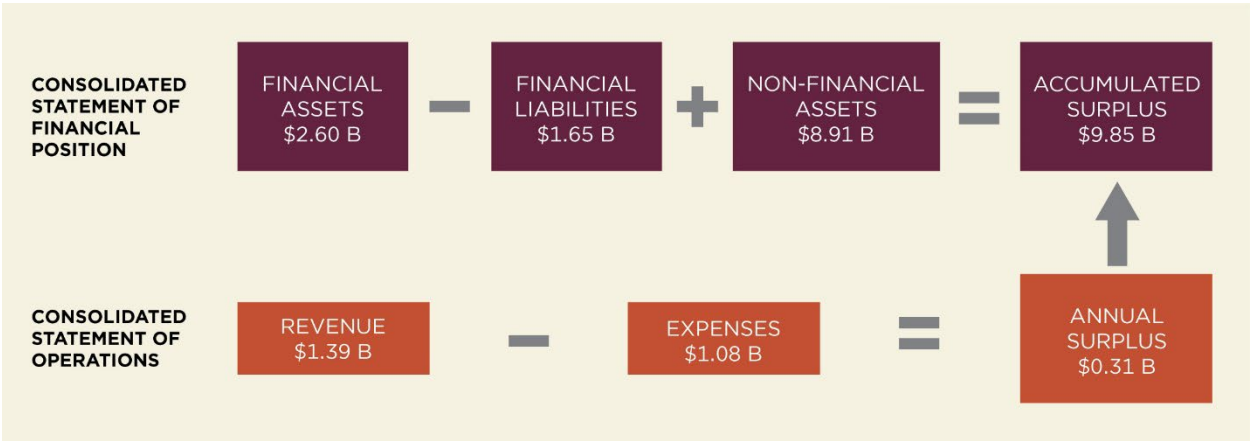 CONSOLIDATED
STATEMENT OF
FINANCIAL
POSITION
FINANCIAL
ASSETS
$2.60 B
FINANCIAL
LIABILITIES
$1.65 B
NON-FINANCIAL
ASSETS
$8.91 B
ACCUMULATED
SURPLUS
$9.85 B
CONSOLIDATED
STATEMENT OF
OPERATIONS
REVENUE
$1.39 B
EXPENSES
$1.08 B
ANNUAL
SURPLUS
$0.31 B